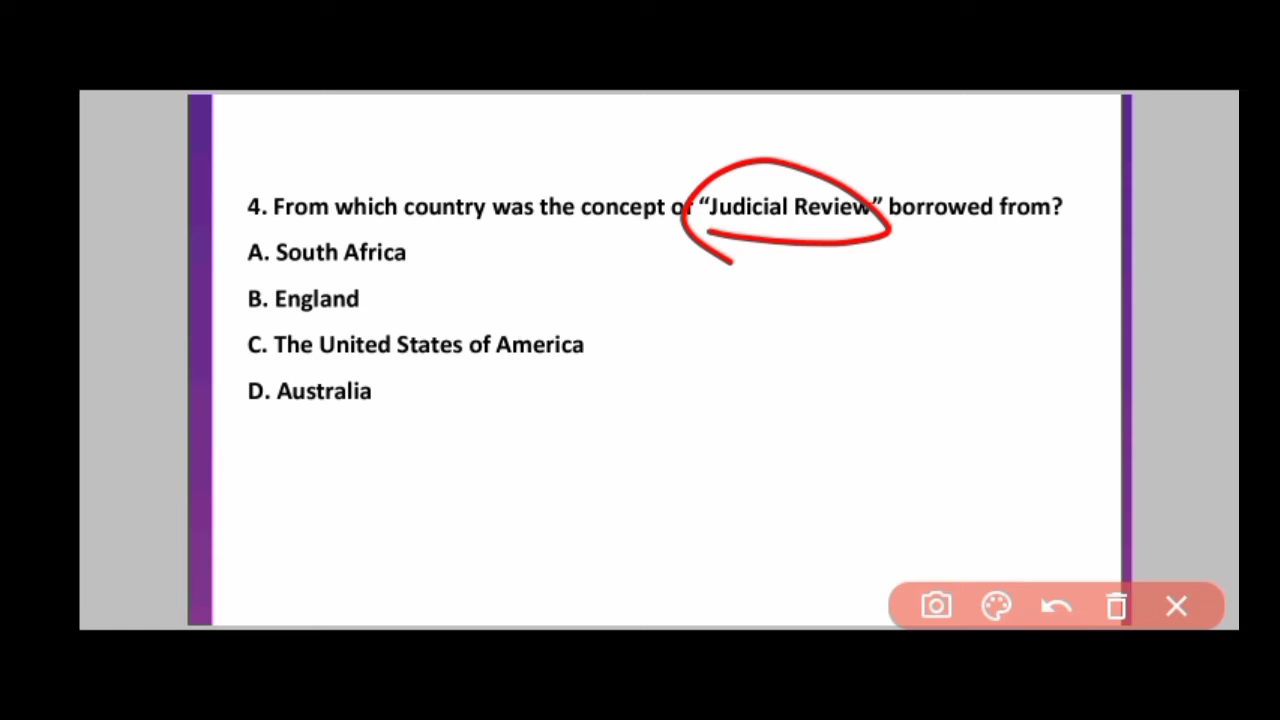 4. From which country was the concept of “Judicial Review” borrowed from?
A. South Africa
B. England
C. The United States of America
D. Australia